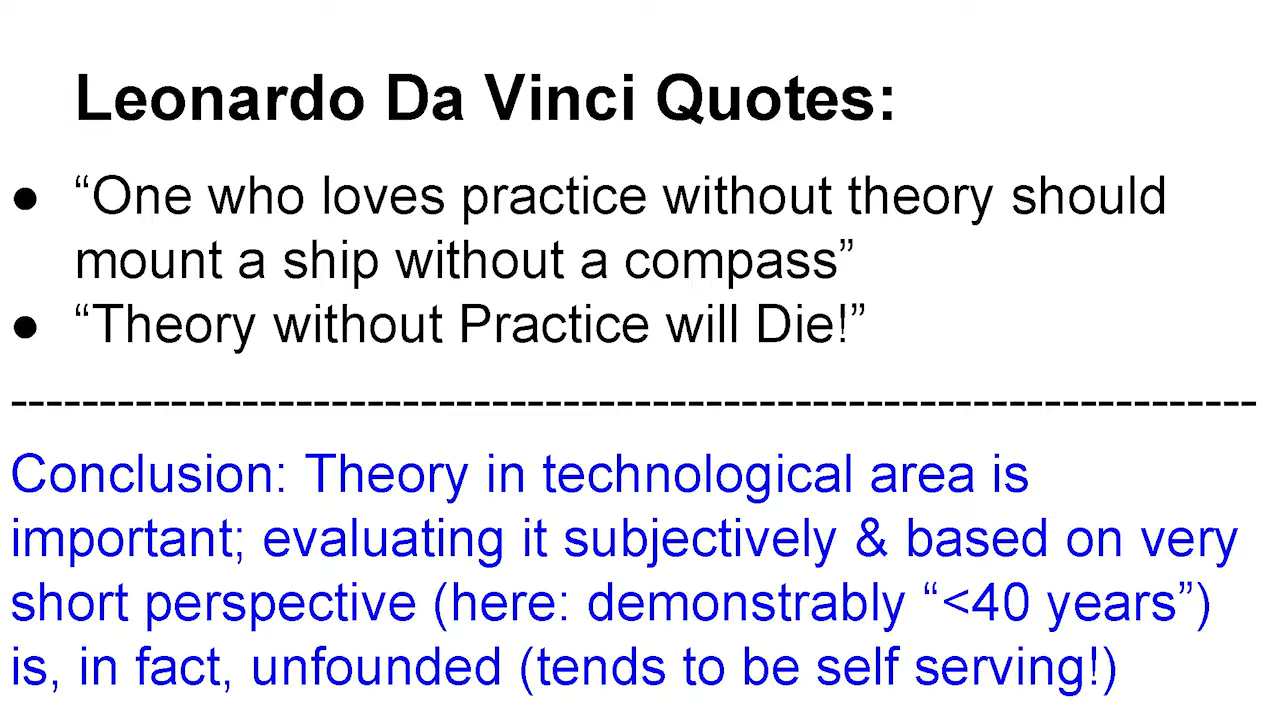 Leonardo Da Vinci Quotes:
● “One who loves practice without theory should
mount a ship without a compass”
● “Theory without Practice will Die!”
-----------------------------------------------------------------------
Conclusion: Theory in technological area is
important; evaluating it subjectively & based on very
short perspective (here: demonstrably “<40 years”)
is, in fact, unfounded (tends to be self serving!)